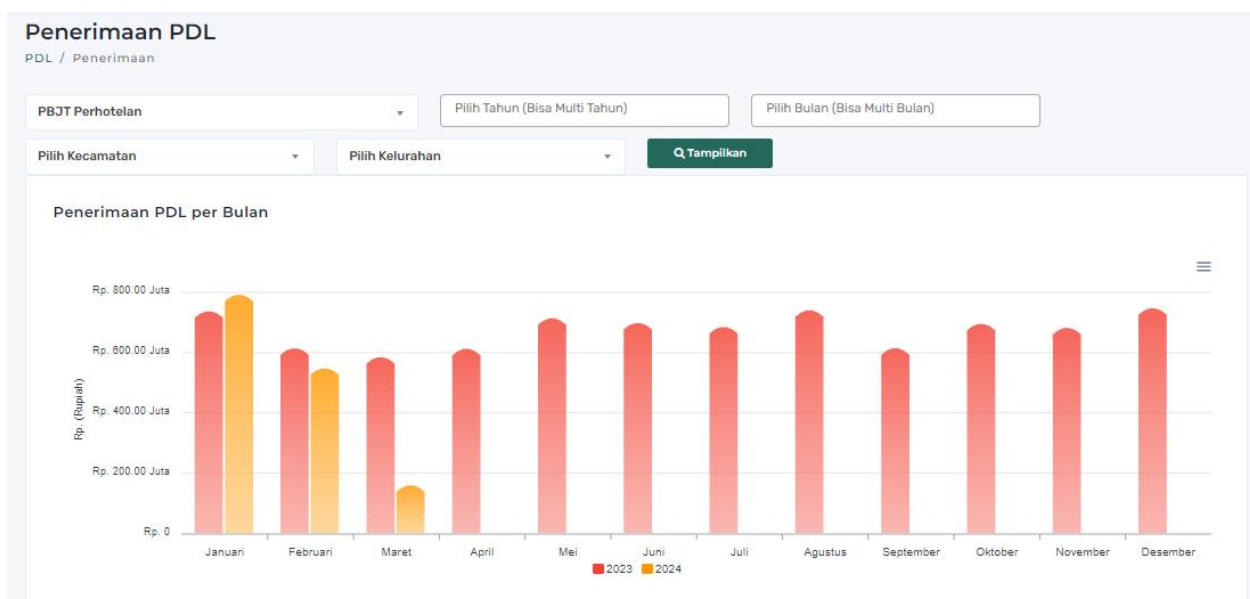 Penerimaan PDL
PDL / Penerimaan
PBJT Perhotelan
Pilih Tahun (Bisa Multi Tahun)
Pilih Bulan (Bisa Multi Bulan)
Pilih Kecamatan
Pilih Kelurahan
Tampilkan
Penerimaan PDL per Bulan
Rp. 800.00 Juta
Rp. 600.00 Juta
Rp. 400.00 Juta
Rp. 200.00 Juta
Rp. 0
Rp. (Rupiah)
Januari
Februari
Maret
April
Mei
Juni
Juli
Agustus
September
Oktober
November
Desember
2023
2024